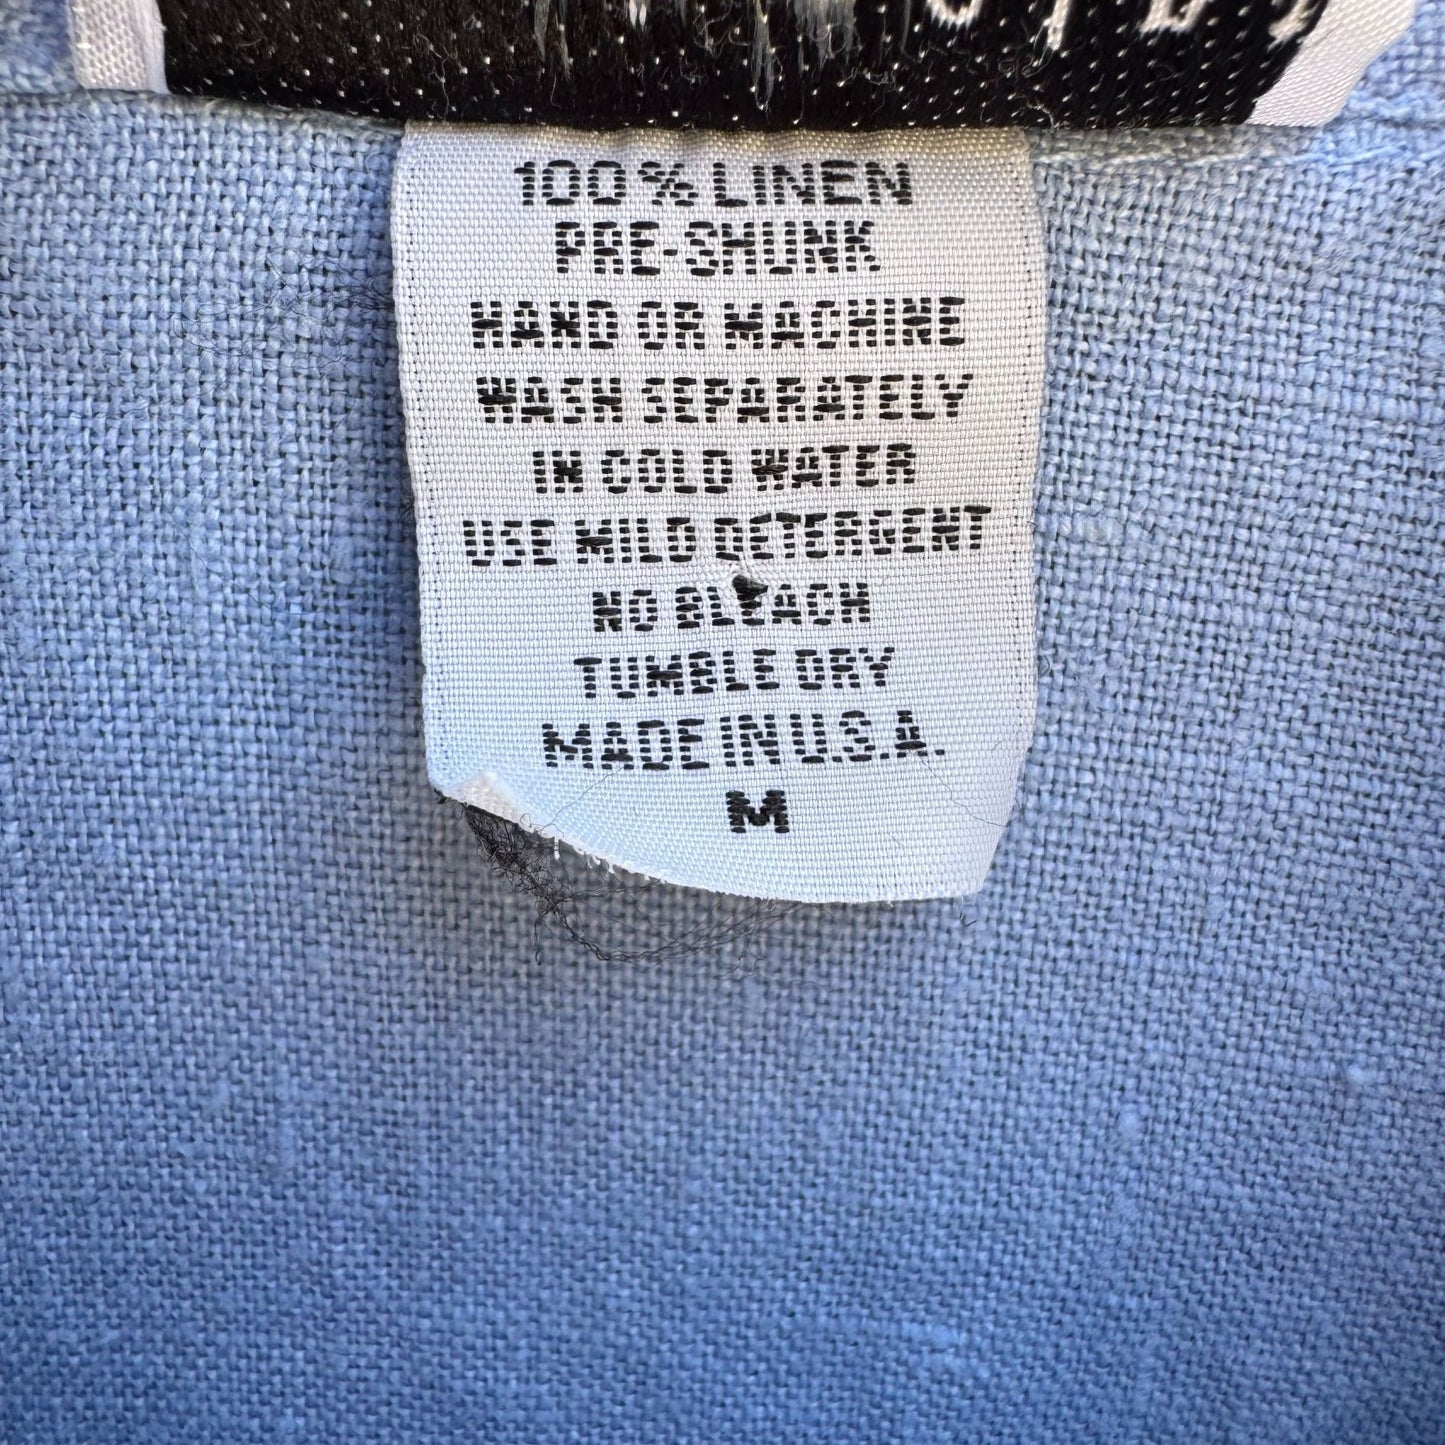 100% LINEN
PRE-SHUNK
HAND OR MACHINE
WASH SEPARATELY
IN COLD WATER
USE MILD DETERGENT
NO BLEACH
TUMBLE DRY
MADE IN U.S.A.
M